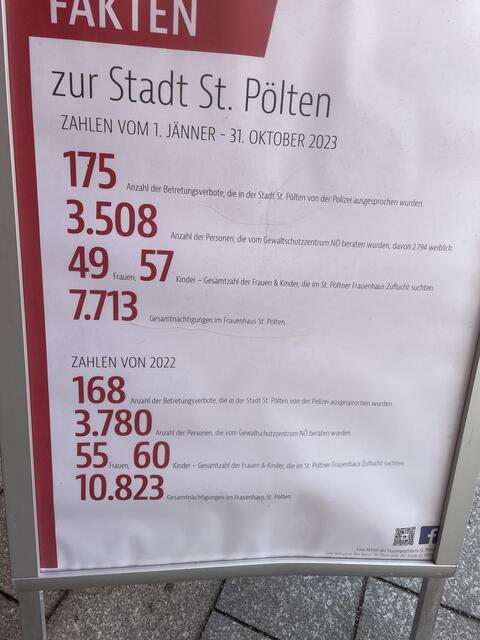 FAKTEN
zur Stadt St. Pölten
ZAHLEN VOM 1. JÄNNER - 31. OKTOBER 2023
175 Anzahl der Betretungsverbote, die in der Stadt St. Pölten von der Polizei ausgesprochen wurden.
3.508 Anzahl der Personen, die vom Gewaltschutzzentrum NÖ beraten wurden, davon 2.794 weiblich.
49 Frauen, 57 Kinder – Gesamtzahl der Frauen & Kinder, die im St. Pöltner Frauenhaus Zuflucht suchten.
7.713 Gesamtnächtigungen im Frauenhaus St. Pölten.
ZAHLEN VON 2022
168 Anzahl der Betretungsverbote, die in der Stadt St. Pölten von der Polizei ausgesprochen wurden.
3.780 Anzahl der Personen, die vom Gewaltschutzzentrum NÖ beraten wurden.
55 Frauen, 60 Kinder – Gesamtzahl der Frauen & Kinder, die im St. Pöltner Frauenhaus Zuflucht suchten.
10.823 Gesamtnächtigungen im Frauenhaus St. Pölten
Eine Aktion der Frauenplattform St.